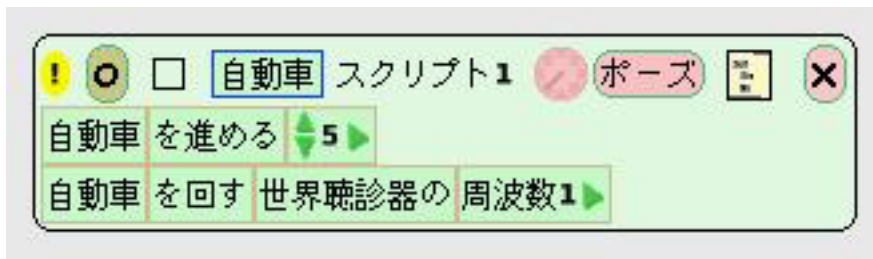 ! O 自動車 スクリプト1 ポーズ ×
自動車 を進める 5
自動車 を回す 世界聴診器の 周波数1